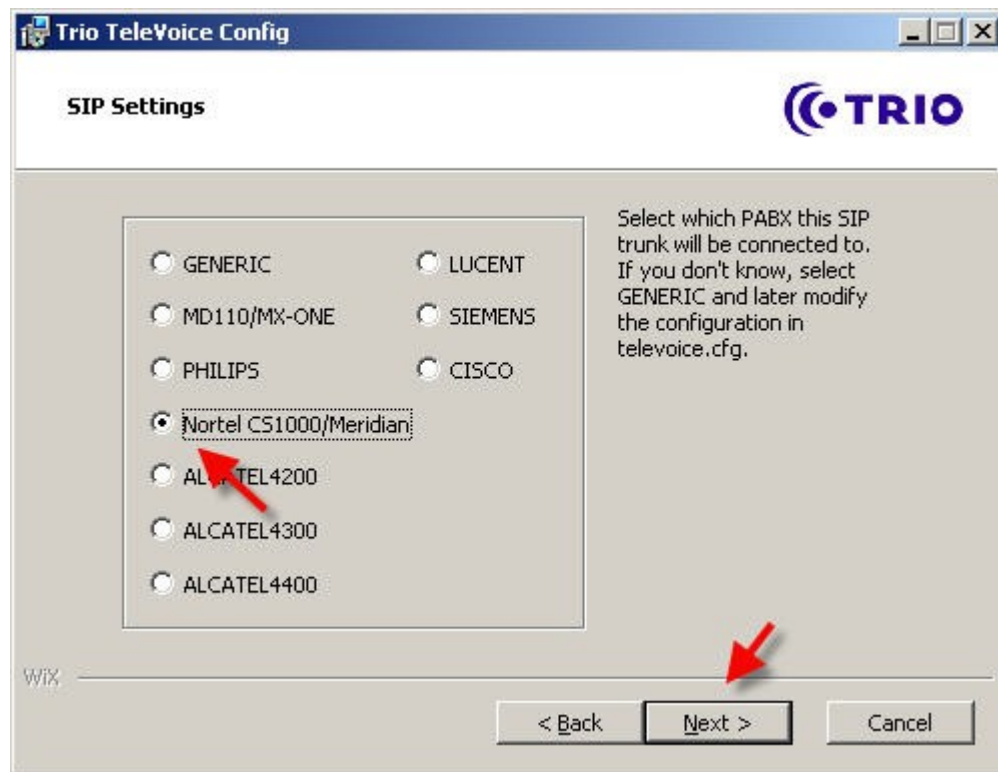 Trio TeleVoice Config
SIP Settings
TRIO
GENERIC
LUCENT
MD110/MX-ONE
SIEMENS
PHILIPS
CISCO
Nortel CS1000/Meridian
ALCATEL4200
ALCATEL4300
ALCATEL4400
Select which PABX this SIP
trunk will be connected to.
If you don't know, select
GENERIC and later modify
the configuration in
televoice.cfg.
WiX
< Back
Next >
Cancel